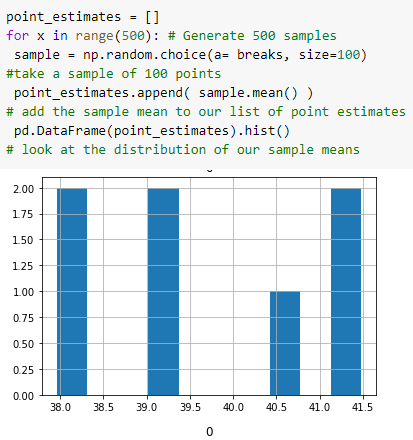 point_estimates = []
for x in range(500): # Generate 500 samples
 sample = np.random.choice(a= breaks, size=100)
#take a sample of 100 points
 point_estimates.append( sample.mean() )
# add the sample mean to our list of point estimates
 pd.DataFrame(point_estimates).hist()
# look at the distribution of our sample means
2.00
1.75
1.50
1.25
1.00
0.75
0.50
0.25
0.00
38.0 38.5 39.0 39.5 40.0 40.5 41.0 41.5
0